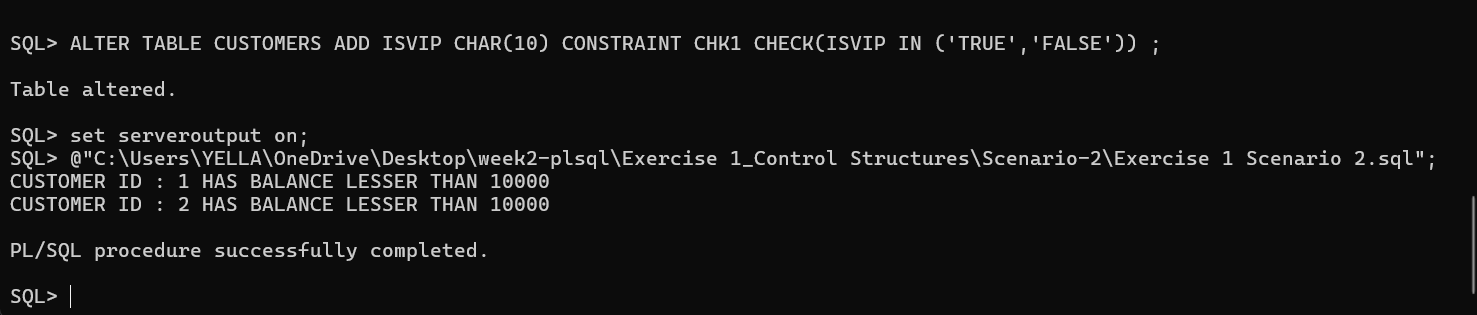 SQL> ALTER TABLE CUSTOMERS ADD ISVIP CHAR(10) CONSTRAINT CHK1 CHECK(ISVIP IN ('TRUE','FALSE')) ;
Table altered.
SQL> set serveroutput on;
SQL> @"C:\Users\YELLA\OneDrive\Desktop\week2-plsql\Exercise 1_Control Structures\Scenario-2\Exercise 1 Scenario 2.sql";
CUSTOMER ID : 1 HAS BALANCE LESSER THAN 10000
CUSTOMER ID : 2 HAS BALANCE LESSER THAN 10000
PL/SQL procedure successfully completed.
SQL>